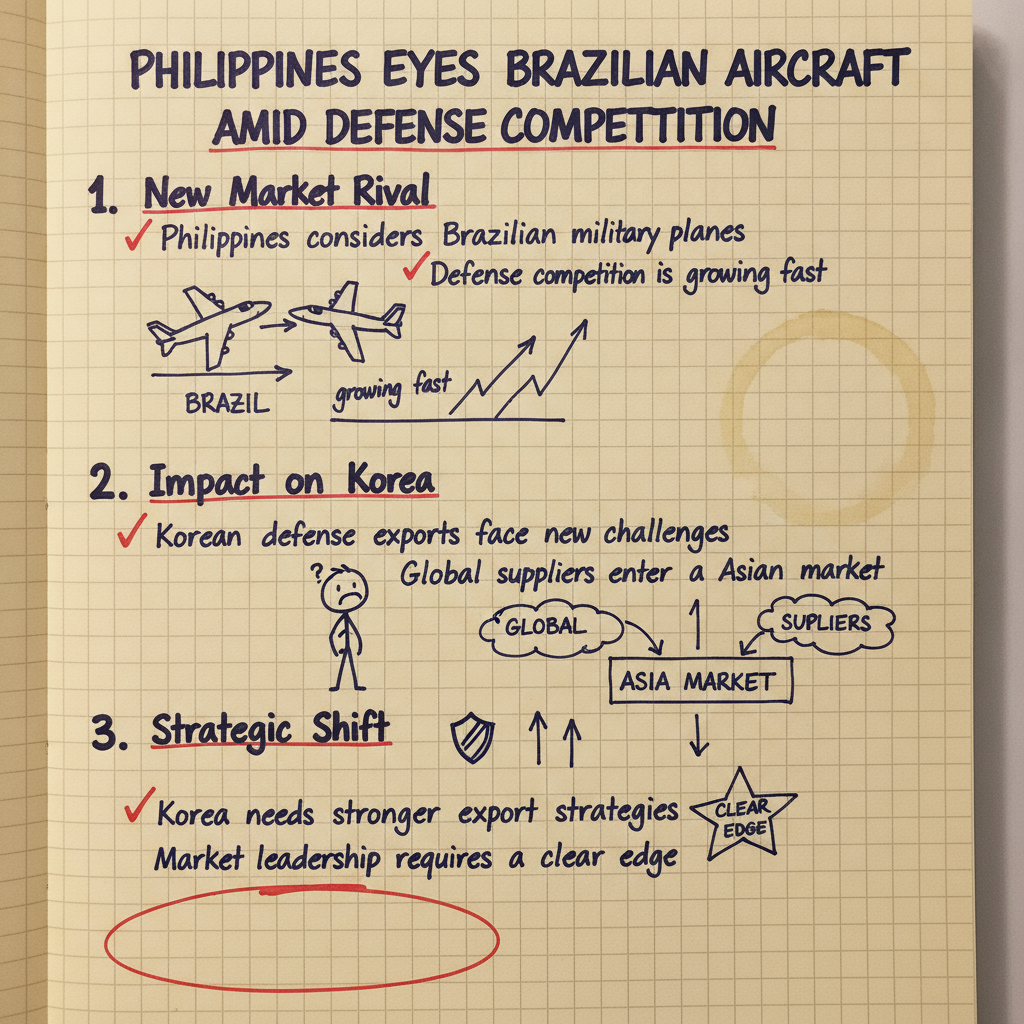 PHILIPPINES EYES BRAZILIAN AIRCRAFT
AMID DEFENSE COMPETTITION
1. New Market Rival
✓ Philippines considers Brazilian military planes
✓ Defense competition is growing fast
BRAZIL
growing fast
2. Impact on Korea
✓ Korean defense exports face new challenges
?
Global suppliers enter a Asian market
GLOBAL
SUPLIERS
ASIA MARKET
3. Strategic Shift
✓ Korea needs stronger export strategies
Market leadership requires a clear edge
CLEAR
EDGE